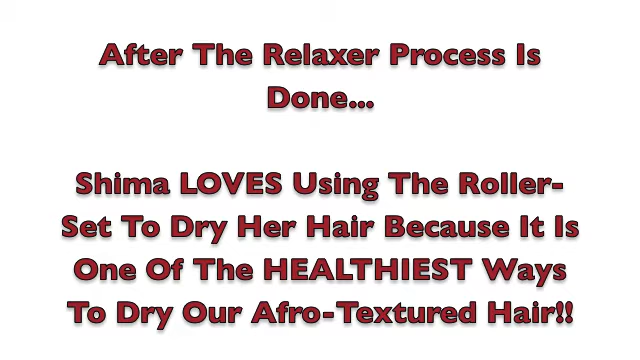 After The Relaxer Process Is
Done...
Shima LOVES Using The Roller-
Set To Dry Her Hair Because It Is
One Of The HEALTHIEST Ways
To Dry Our Afro-Textured Hair!!